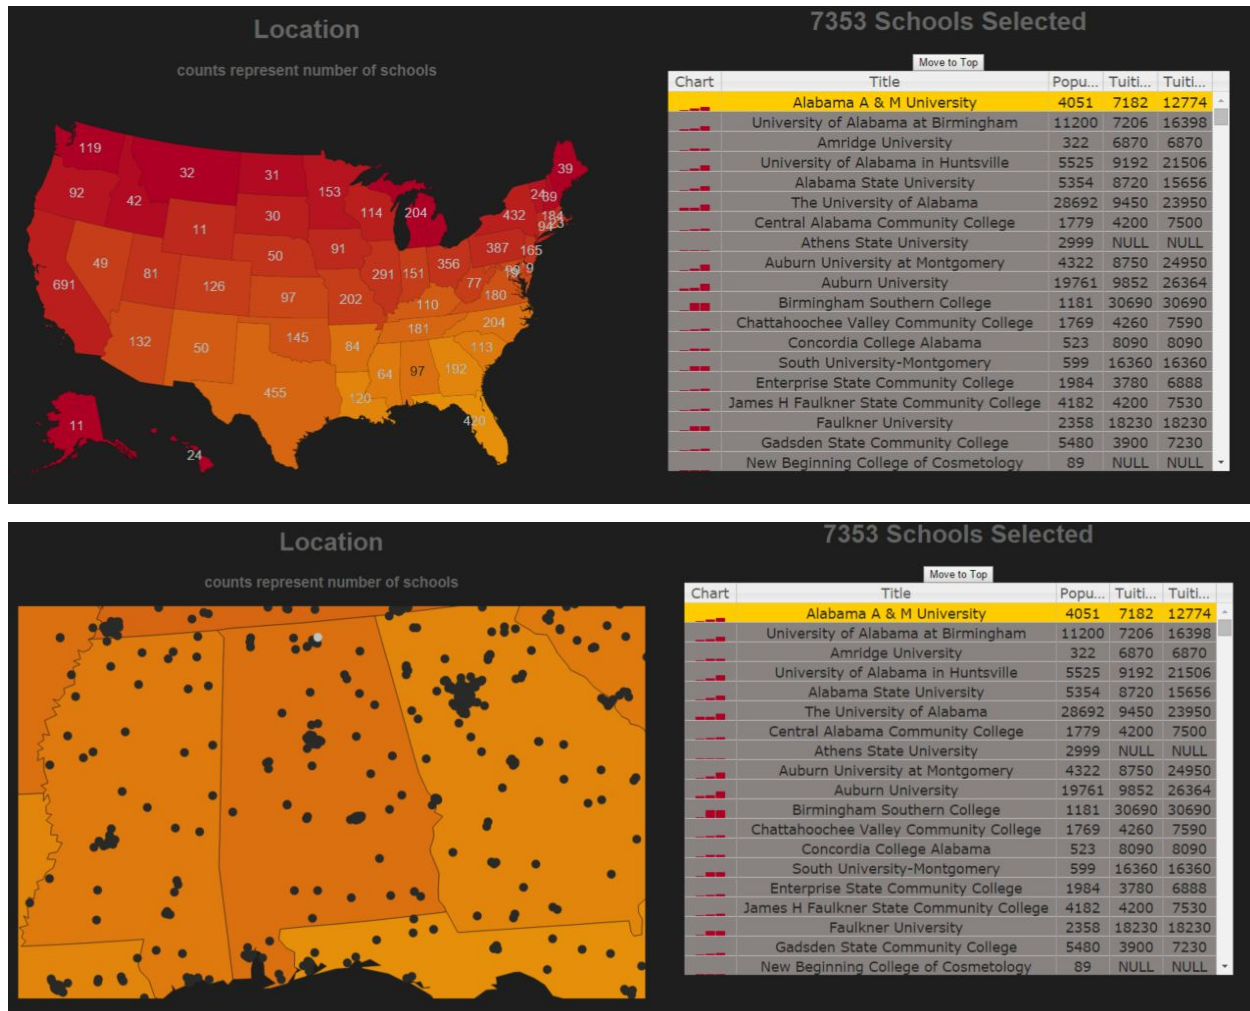 Location
counts represent number of schools
119
32
31
153
39
92
42
30
114
204
24
89
432
184
11
91
387
165
49
81
50
291
151
356
691
126
77
180
97
202
110
132
50
145
181
204
84
113
455
64
97
192
120
420
11
24
7353 Schools Selected
Move to Top
Chart Title Popu... Tuiti... Tuiti...
Alabama A & M University 4051 7182 12774
University of Alabama at Birmingham 11200 7206 16398
Amridge University 322 6870 6870
University of Alabama in Huntsville 5525 9192 21506
Alabama State University 5354 8720 15656
The University of Alabama 28692 9450 23950
Central Alabama Community College 1779 4200 7500
Athens State University 2999 NULL NULL
Auburn University at Montgomery 4322 8750 24950
Auburn University 19761 9852 26364
Birmingham Southern College 1181 30690 30690
Chattahoochee Valley Community College 1769 4260 7590
Concordia College Alabama 523 8090 8090
South University-Montgomery 599 16360 16360
Enterprise State Community College 1984 3780 6888
James H Faulkner State Community College 4182 4200 7530
Faulkner University 2358 18230 18230
Gadsden State Community College 5480 3900 7230
New Beginning College of Cosmetology 89 NULL NULL
Location
counts represent number of schools
7353 Schools Selected
Move to Top
Chart Title Popu... Tuiti... Tuiti...
Alabama A & M University 4051 7182 12774
University of Alabama at Birmingham 11200 7206 16398
Amridge University 322 6870 6870
University of Alabama in Huntsville 5525 9192 21506
Alabama State University 5354 8720 15656
The University of Alabama 28692 9450 23950
Central Alabama Community College 1779 4200 7500
Athens State University 2999 NULL NULL
Auburn University at Montgomery 4322 8750 24950
Auburn University 19761 9852 26364
Birmingham Southern College 1181 30690 30690
Chattahoochee Valley Community College 1769 4260 7590
Concordia College Alabama 523 8090 8090
South University-Montgomery 599 16360 16360
Enterprise State Community College 1984 3780 6888
James H Faulkner State Community College 4182 4200 7530
Faulkner University 2358 18230 18230
Gadsden State Community College 5480 3900 7230
New Beginning College of Cosmetology 89 NULL NULL